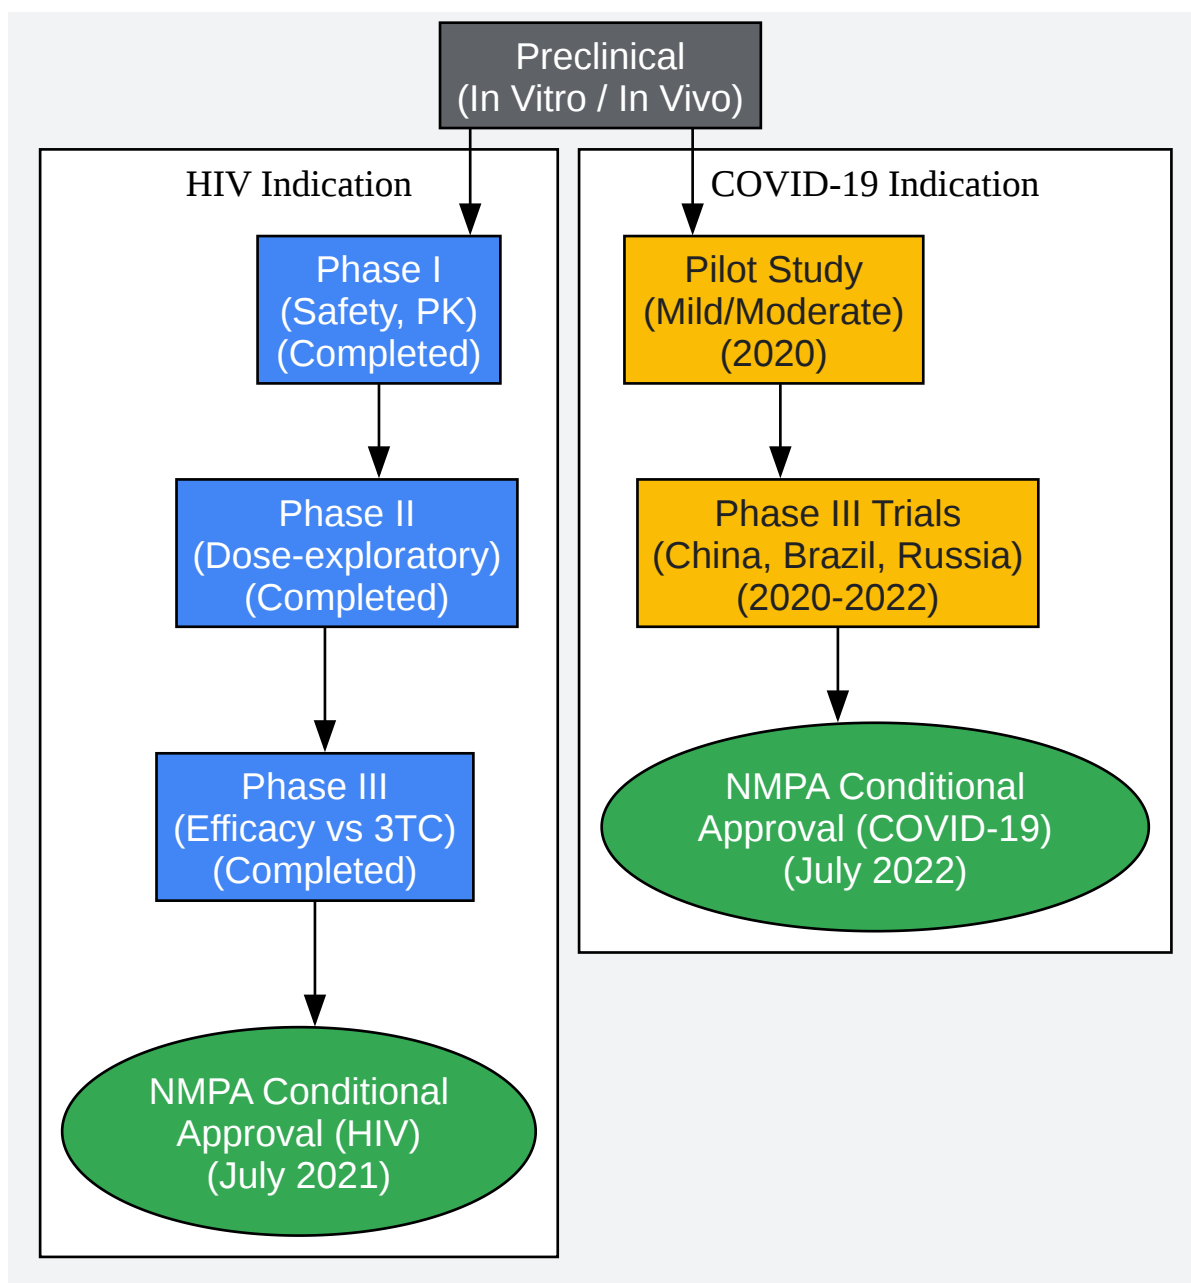 Preclinical
(In Vitro / In Vivo)
HIV Indication
Phase I
(Safety, PK)
(Completed)
Phase II
(Dose-exploratory)
(Completed)
Phase III
(Efficacy vs 3TC)
(Completed)
NMPA Conditional
Approval (HIV)
(July 2021)
COVID-19 Indication
Pilot Study
(Mild/Moderate)
(2020)
Phase III Trials
(China, Brazil, Russia)
(2020-2022)
NMPA Conditional
Approval (COVID-19)
(July 2022)